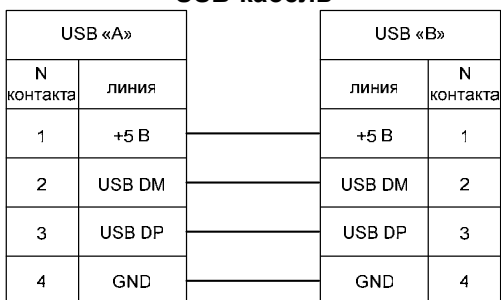 USB кабель
USB «А» USB «В»
N контакта линия линия N контакта
1 +5 В +5 В 1
2 USB DM USB DM 2
3 USB DP USB DP 3
4 GND GND 4